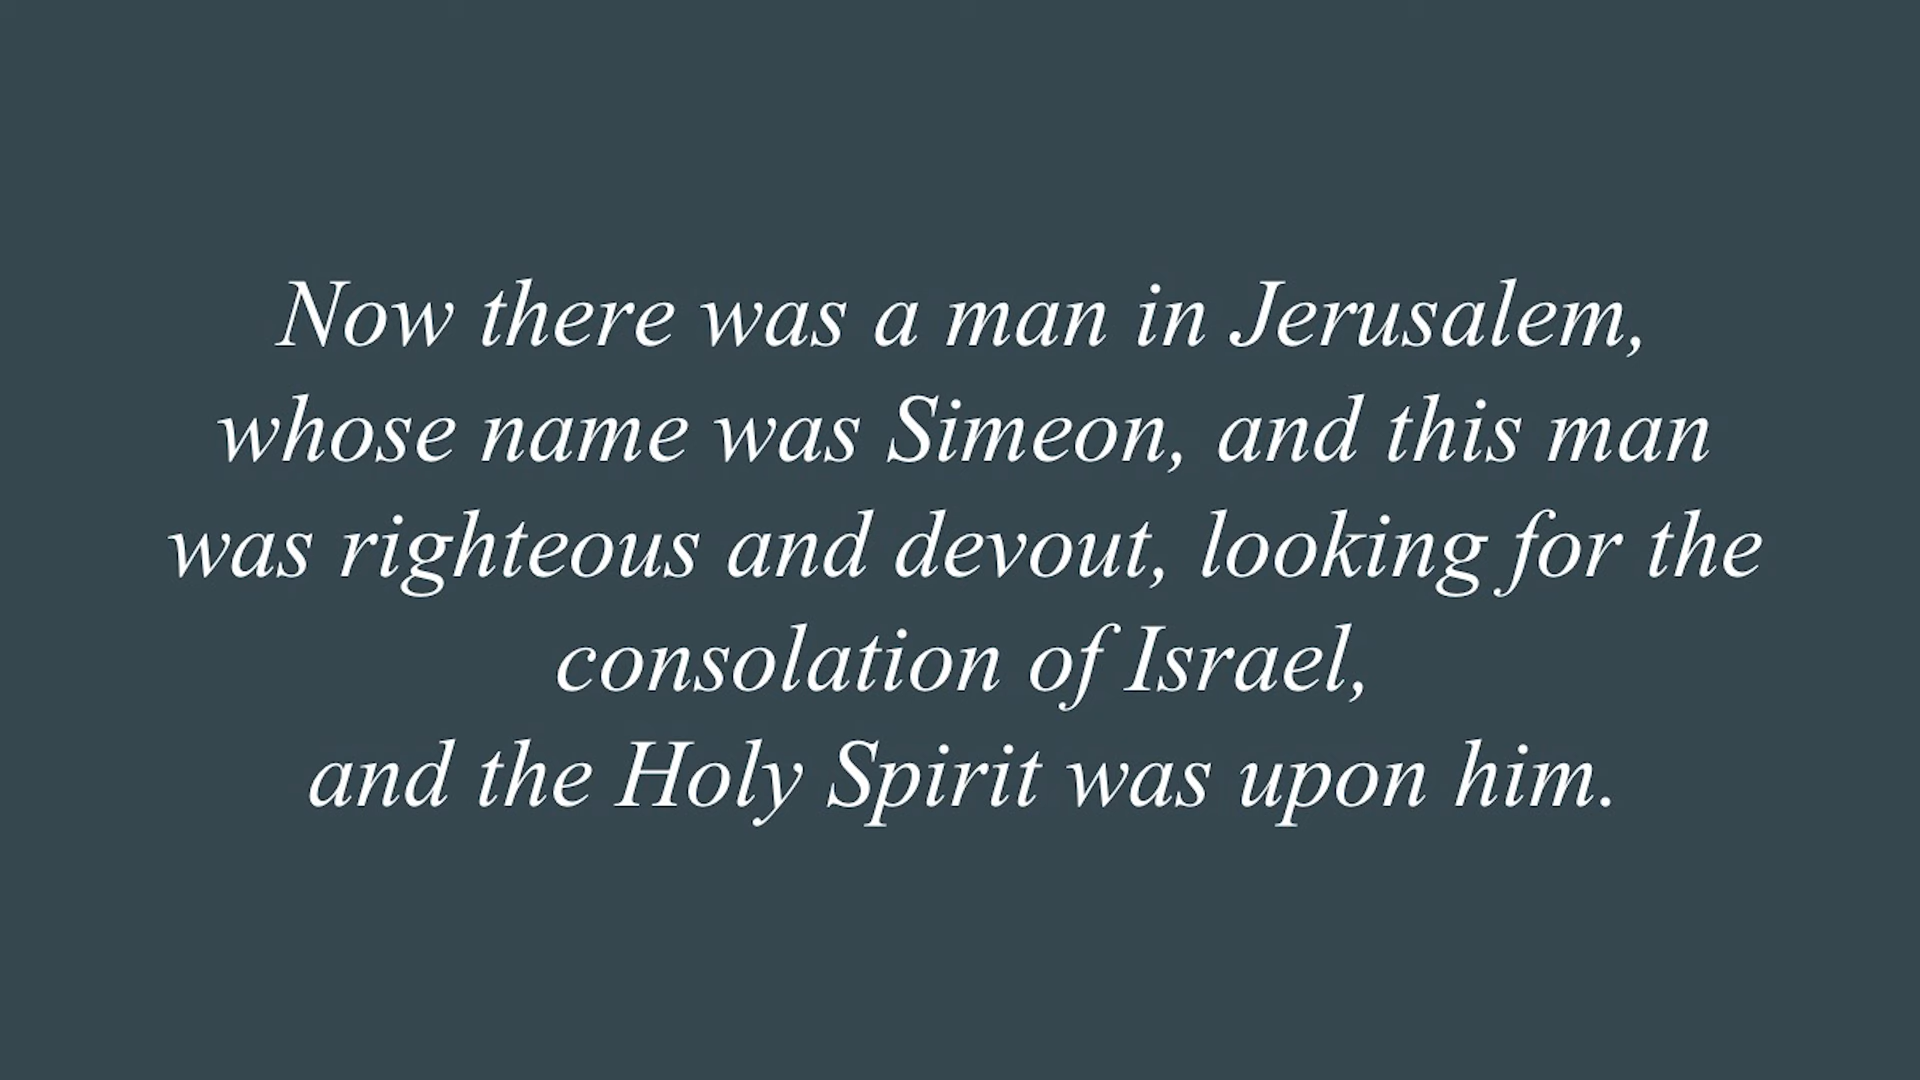 Now there was a man in Jerusalem,
whose name was Simeon, and this man
was righteous and devout, looking for the
consolation of Israel,
and the Holy Spirit was upon him.